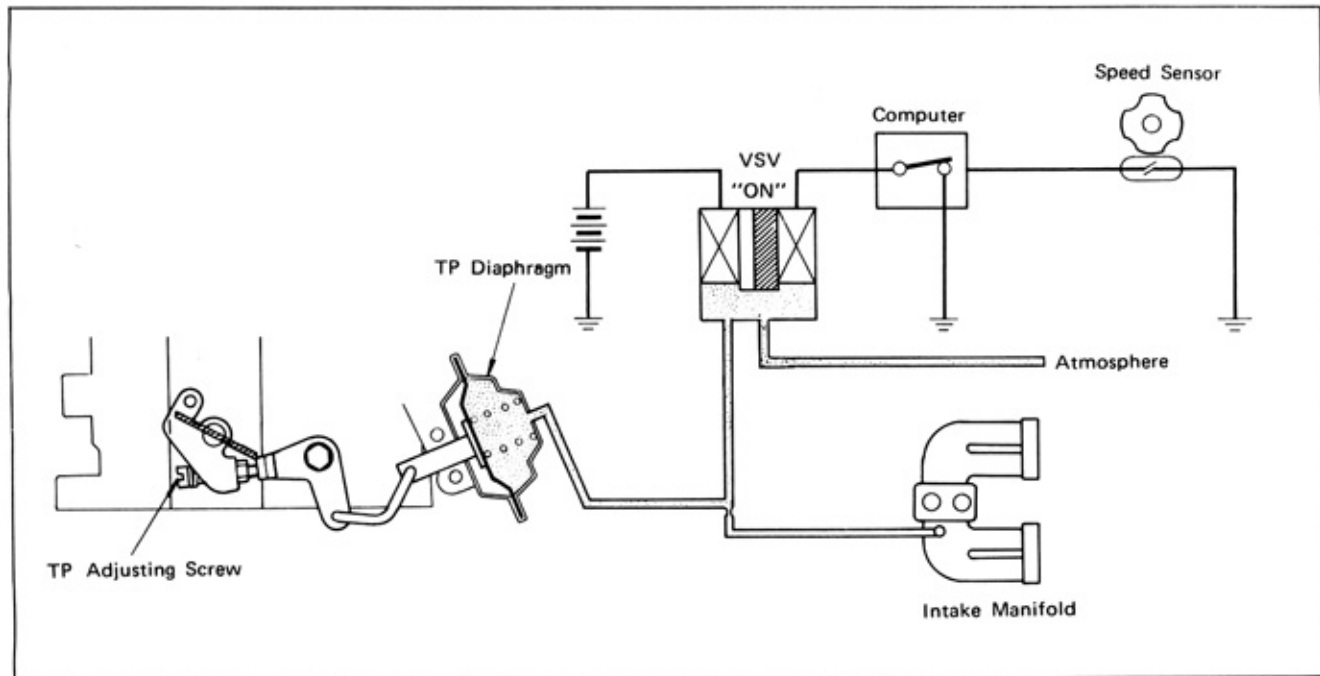 Speed Sensor
Computer
VSV
"ON"
TP Diaphragm
Atmosphere
TP Adjusting Screw
Intake Manifold